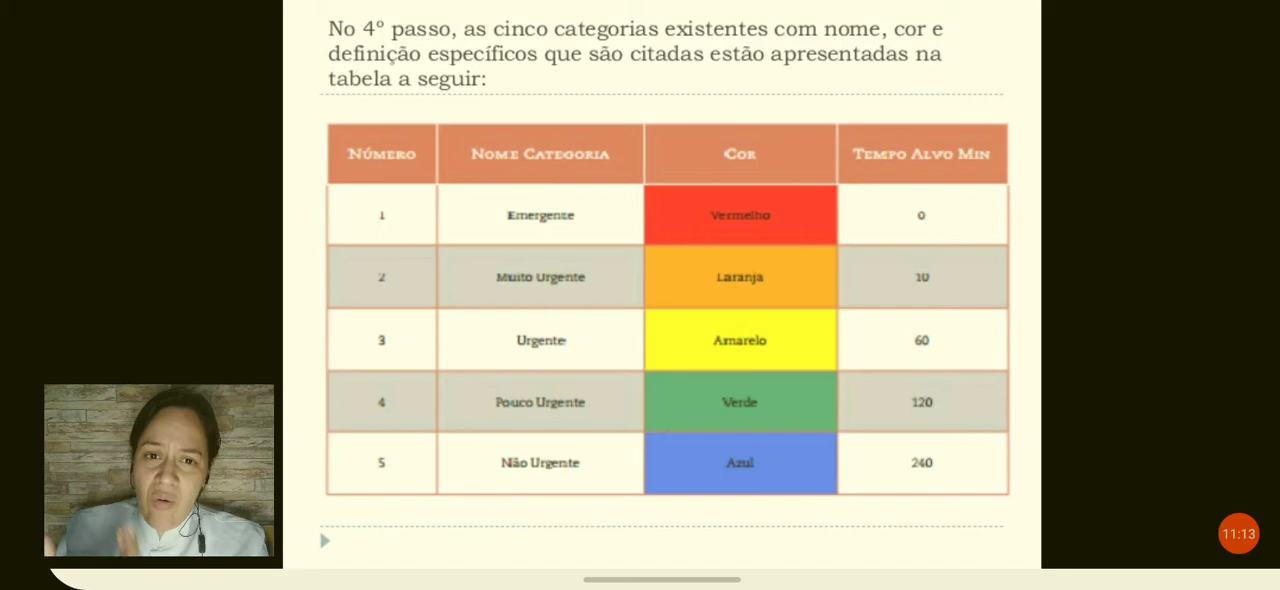 No 4º passo, as cinco categorias existentes com nome, cor e
definição específicos que são citadas estão apresentadas na
tabela a seguir:
Número Nome Categoria Cor Tempo Alvo Min
1 Emergente Vermelho 0
2 Muito Urgente Laranja 10
3 Urgente Amarelo 60
4 Pouco Urgente Verde 120
5 Não Urgente Azul 240
11:13